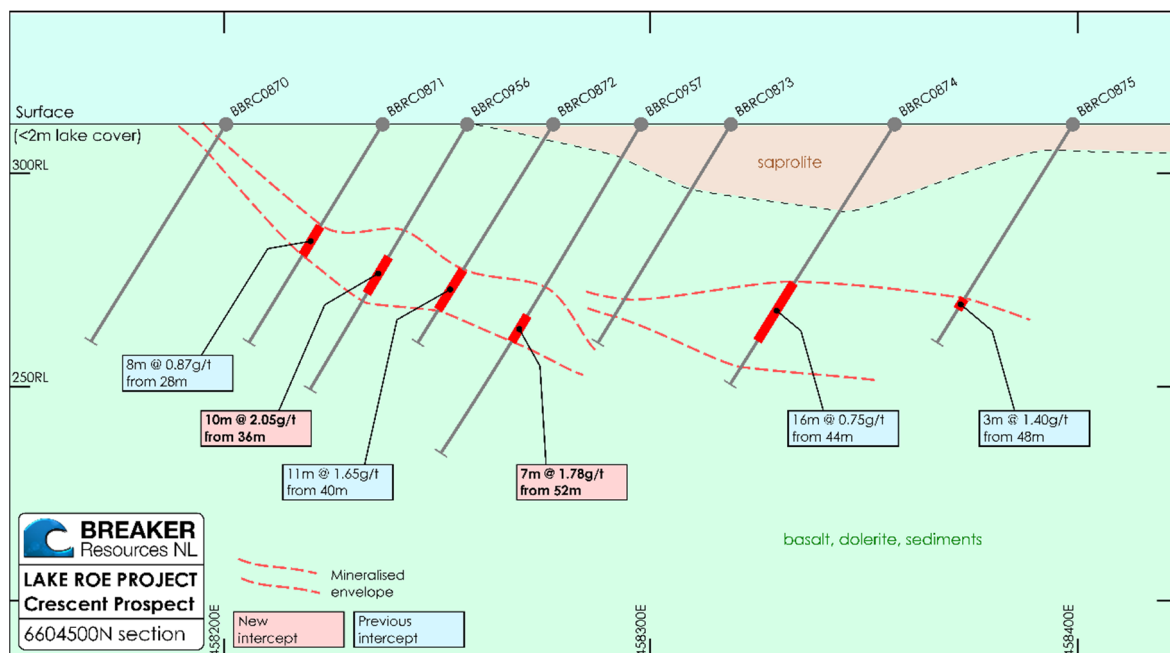 BBRC0870
BBRC0871
BBRC0956
BBRC0872
BBRC0957
BBRC0873
BBRC0874
BBRC0875
Surface
(<2m lake cover)
300RL
saprolite
250RL
8m @ 0.87g/t
from 28m
10m @ 2.05g/t
from 36m
11m @ 1.65g/t
from 40m
7m @ 1.78g/t
from 52m
16m @ 0.75g/t
from 44m
3m @ 1.40g/t
from 48m
basalt, dolerite, sediments
BREAKER
Resources NL
LAKE ROE PROJECT
Crescent Prospect
6604500N section
Mineralised
envelope
New
intercept
Previous
intercept
458200E
458300E
458400E